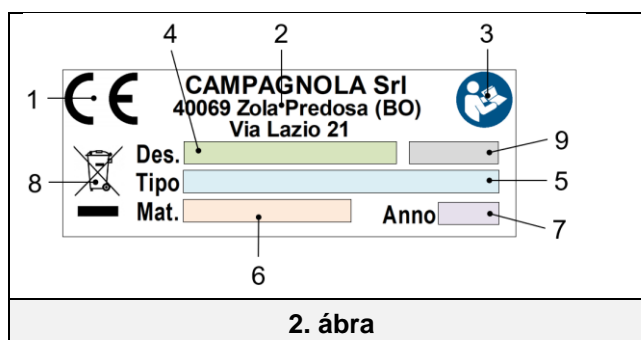 4 2 3
1 CE CAMPAGNOLA Srl
40069 Zola Predosa (BO)
Via Lazio 21
Des. 9
8 Tipo 5
Mat. Anno 7
6
2. ábra